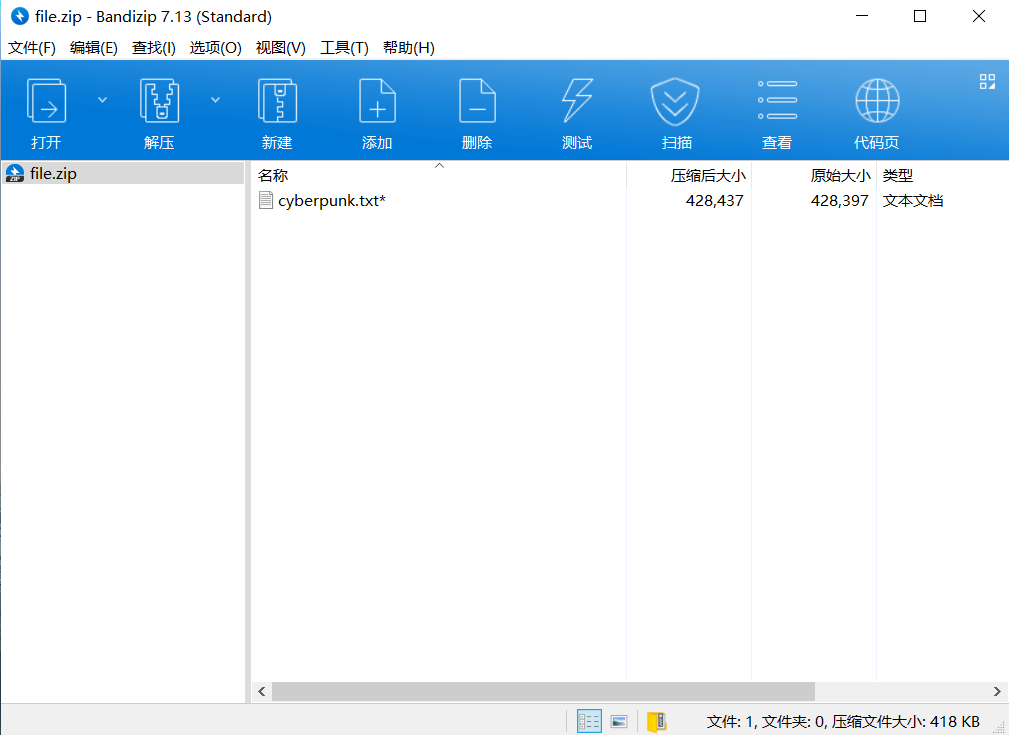 file.zip - Bandizip 7.13 (Standard)
文件(F) 编辑(E) 查找(I) 选项(O) 视图(V) 工具(T) 帮助(H)
打开 解压 新建 添加 删除 测试 扫描 查看 代码页
file.zip
名称 压缩后大小 原始大小 类型
cyberpunk.txt* 428,437 428,397 文本文档
文件: 1, 文件夹: 0, 压缩文件大小: 418 KB